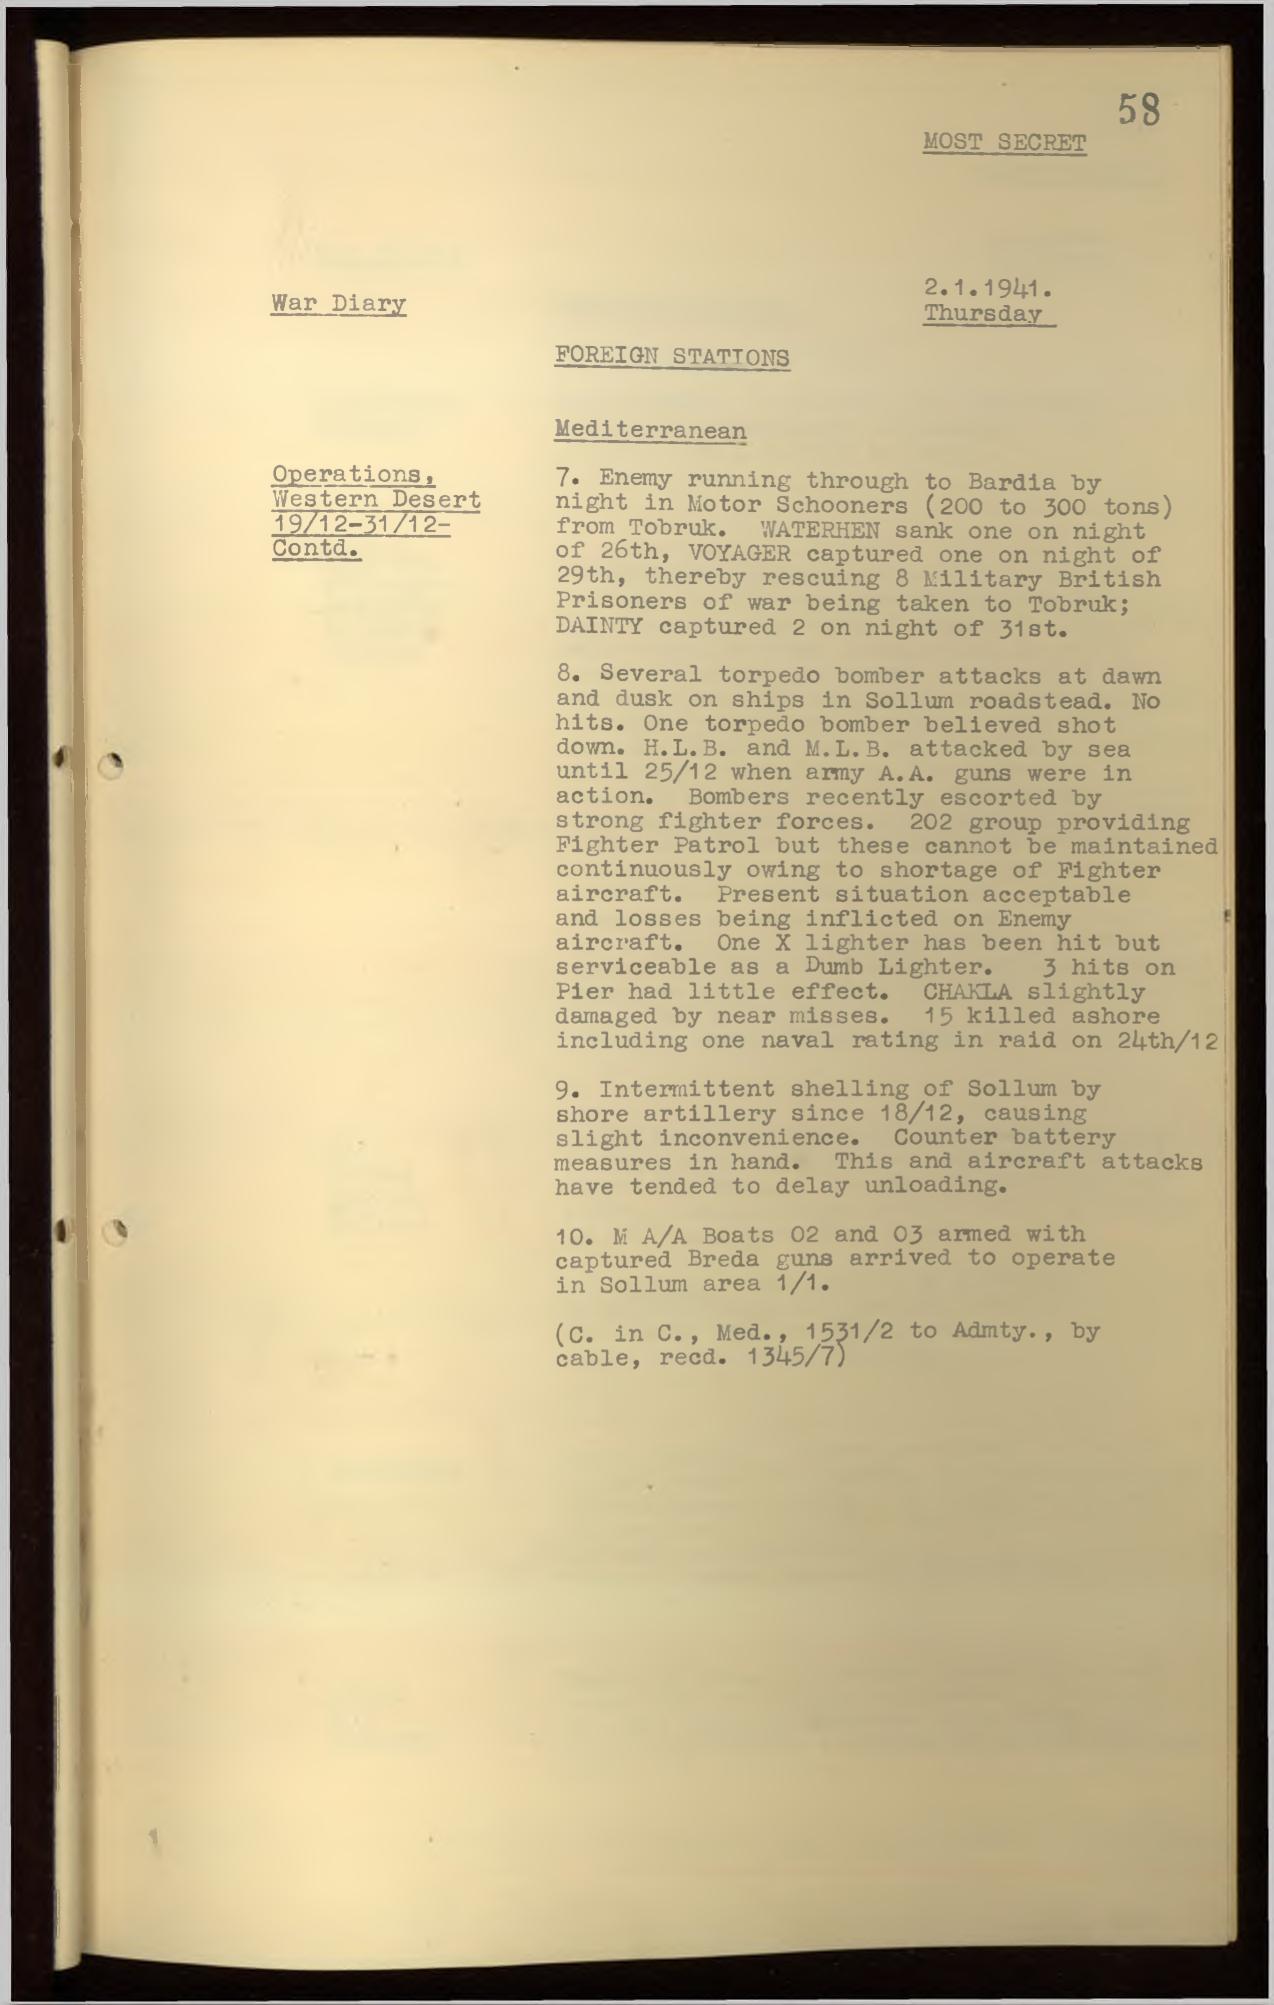 58
MOST SECRET
War Diary
2.1.1941.
Thursday
FOREIGN STATIONS
Mediterranean
Operations,
Western Desert
19/12-31/12-
Contd.
7. Enemy running through to Bardia by
night in Motor Schooners (200 to 300 tons)
from Tobruk. WATERHEN sank one on night
of 26th, VOYAGER captured one on night of
29th, thereby rescuing 8 Military British
Prisoners of war being taken to Tobruk;
DAINTY captured 2 on night of 31st.
8. Several torpedo bomber attacks at dawn
and dusk on ships in Sollum roadstead. No
hits. One torpedo bomber believed shot
down. H.L.B. and M.L.B. attacked by sea
until 25/12 when army A.A. guns were in
action. Bombers recently escorted by
strong fighter forces. 202 group providing
Fighter Patrol but these cannot be maintained
continuously owing to shortage of Fighter
aircraft. Present situation acceptable
and losses being inflicted on Enemy
aircraft. One X lighter has been hit but
serviceable as a Dumb Lighter. 3 hits on
Pier had little effect. CHAKLA slightly
damaged by near misses. 15 killed ashore
including one naval rating in raid on 24th/12
9. Intermittent shelling of Sollum by
shore artillery since 18/12, causing
slight inconvenience. Counter battery
measures in hand. This and aircraft attacks
have tended to delay unloading.
10. M A/A Boats 02 and 03 armed with
captured Breda guns arrived to operate
in Sollum area 1/1.
(C. in C., Med., 1531/2 to Admty., by
cable, recd. 1345/7)